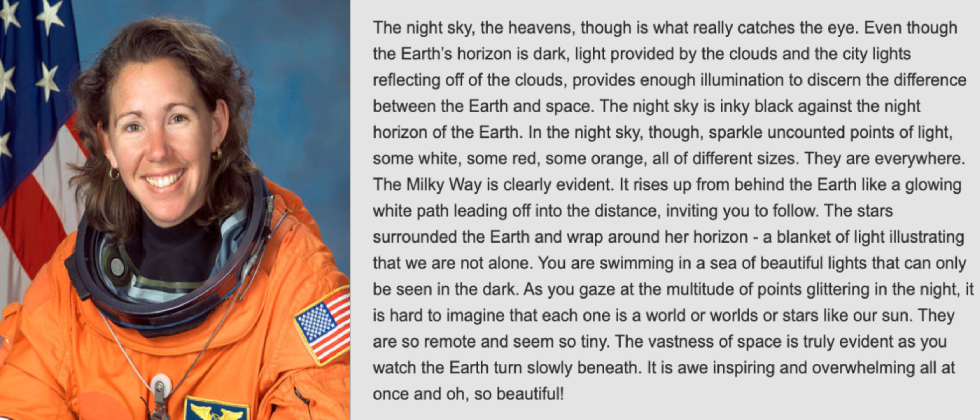 The night sky, the heavens, though is what really catches the eye. Even though
the Earth's horizon is dark, light provided by the clouds and the city lights
reflecting off of the clouds, provides enough illumination to discern the difference
between the Earth and space. The night sky is inky black against the night
horizon of the Earth. In the night sky, though, sparkle uncounted points of light,
some white, some red, some orange, all of different sizes. They are everywhere.
The Milky Way is clearly evident. It rises up from behind the Earth like a glowing
white path leading off into the distance, inviting you to follow. The stars
surrounded the Earth and wrap around her horizon - a blanket of light illustrating
that we are not alone. You are swimming in a sea of beautiful lights that can only
be seen in the dark. As you gaze at the multitude of points glittering in the night, it
is hard to imagine that each one is a world or worlds or stars like our sun. They
are so remote and seem so tiny. The vastness of space is truly evident as you
watch the Earth turn slowly beneath. It is awe inspiring and overwhelming all at
once and oh, so beautiful!